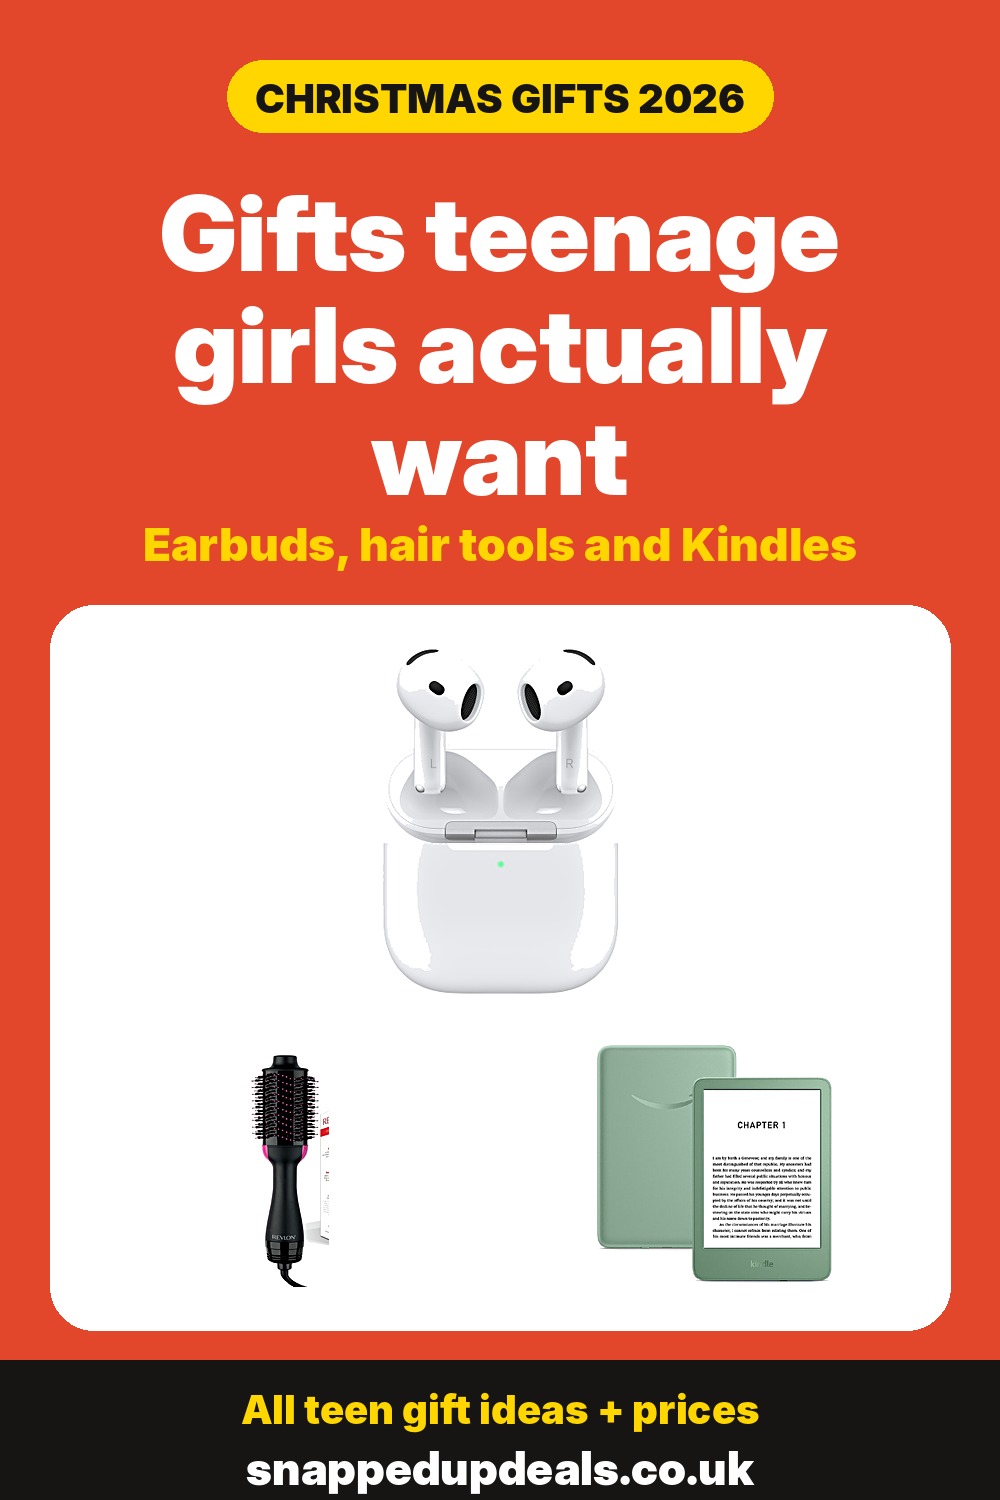 CHRISTMAS GIFTS 2026
Gifts teenage
girls actually
want
Earbuds, hair tools and Kindles
L
R
RE
REVLON
CHAPTER 1
kindle
All teen gift ideas + prices
snappedupdeals.co.uk